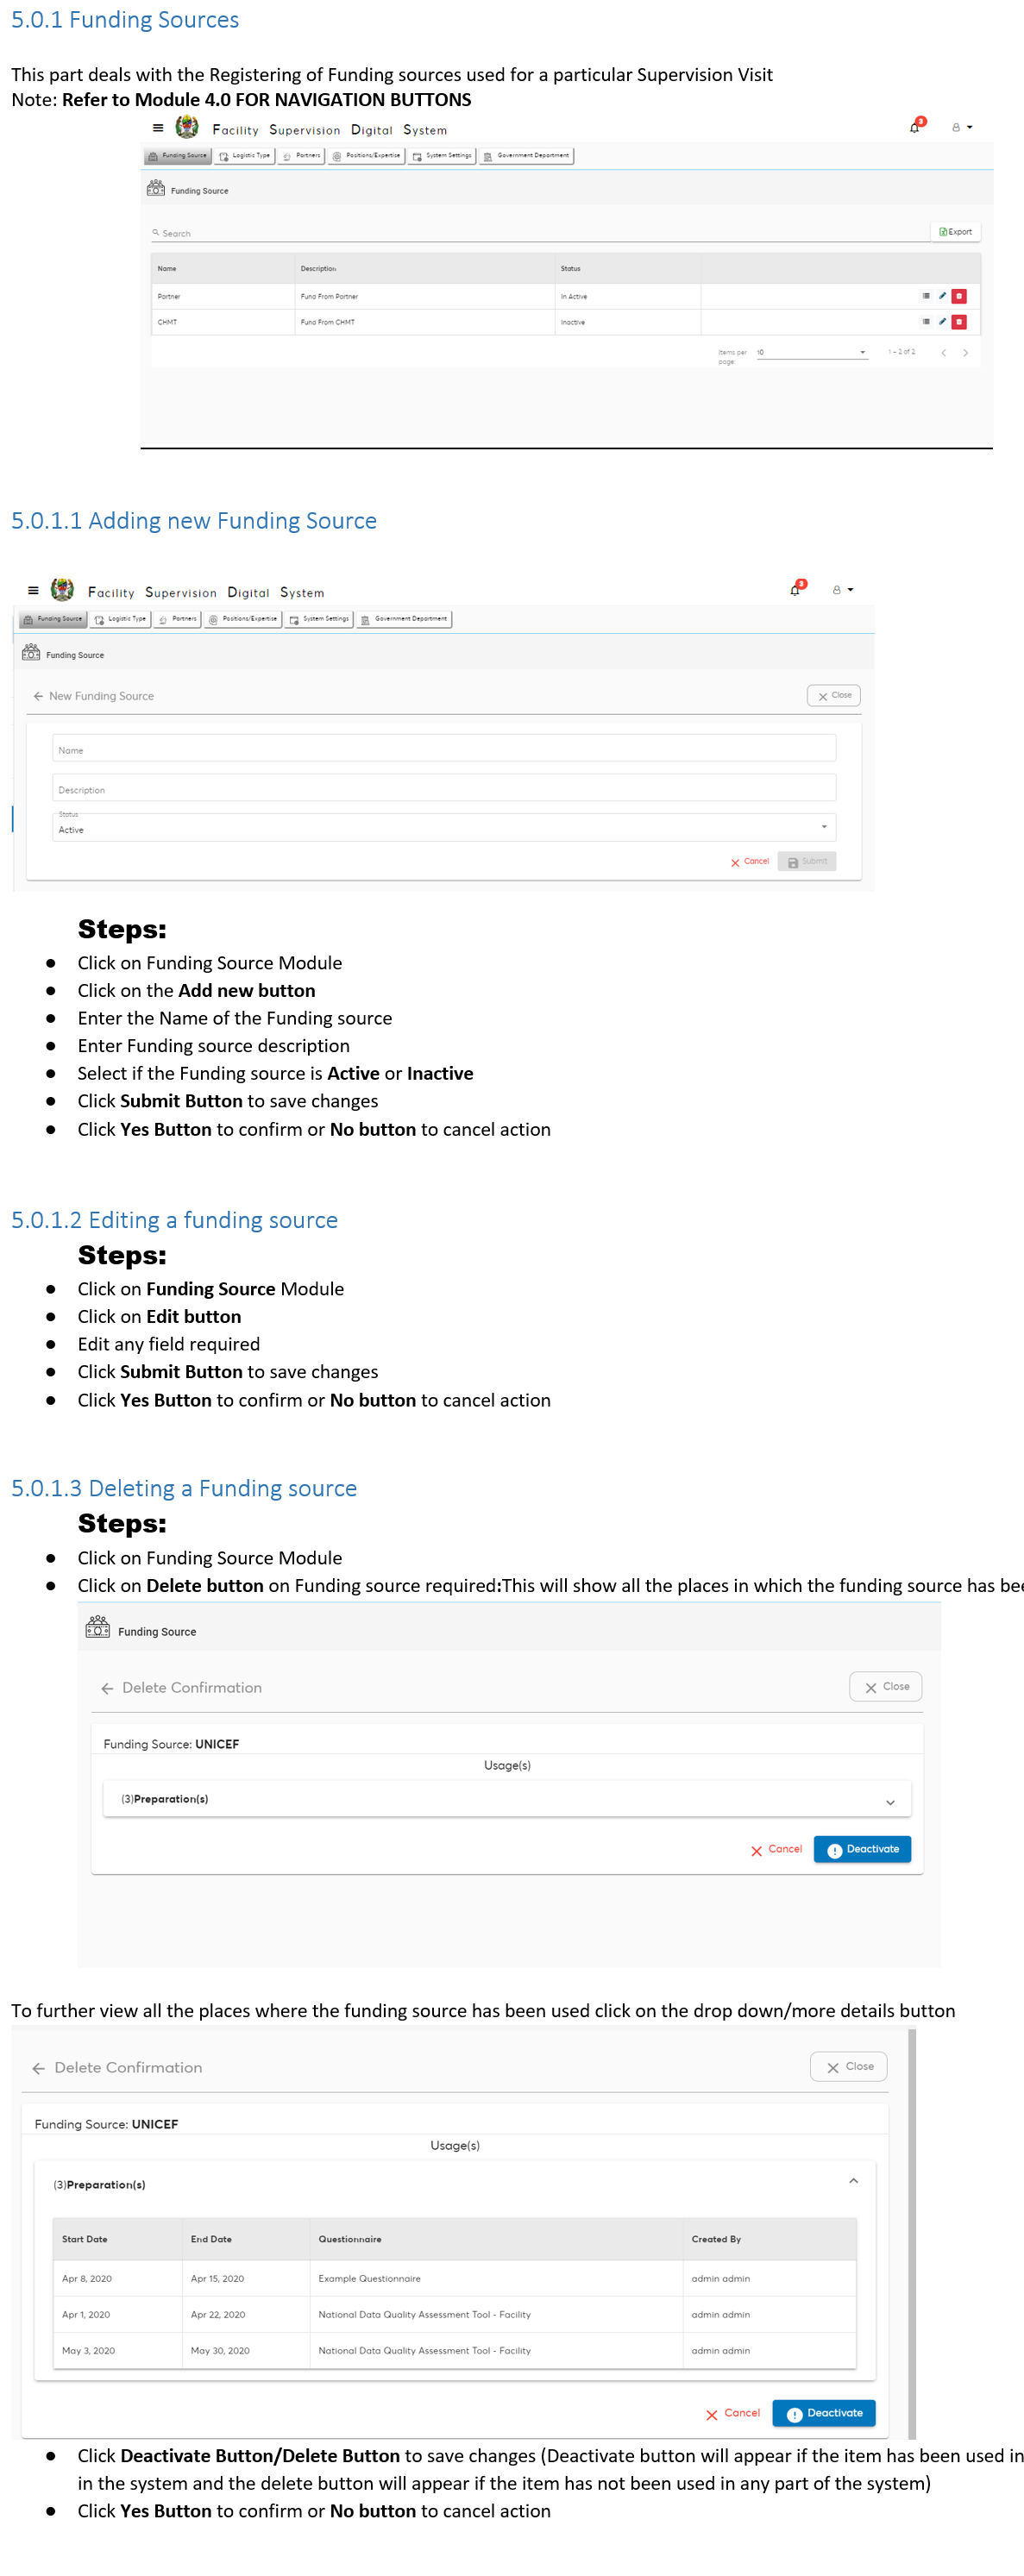 5.0.1 Funding Sources
This part deals with the Registering of Funding sources used for a particular Supervision Visit
Note: Refer to Module 4.0 FOR NAVIGATION BUTTONS
Facility Supervision Digital System
3
Funding Source
Logistic Type
Partners
Positions/Expertise
System Settings
Government Department
Funding Source
Search
Export
Name Description Status
Partner Fund From Partner In Active
CHMT Fund From CHMT Inactive
Items per page: 10 1 – 2 of 2
5.0.1.1 Adding new Funding Source
Facility Supervision Digital System
3
Funding Source
Logistic Type
Partners
Positions/Expertise
System Settings
Government Department
Funding Source
New Funding Source
Close
Name
Description
Status
Active
Cancel Submit
Steps:
● Click on Funding Source Module
● Click on the Add new button
● Enter the Name of the Funding source
● Enter Funding source description
● Select if the Funding source is Active or Inactive
● Click Submit Button to save changes
● Click Yes Button to confirm or No button to cancel action
5.0.1.2 Editing a funding source
Steps:
● Click on Funding Source Module
● Click on Edit button
● Edit any field required
● Click Submit Button to save changes
● Click Yes Button to confirm or No button to cancel action
5.0.1.3 Deleting a Funding source
Steps:
● Click on Funding Source Module
● Click on Delete button on Funding source required:This will show all the places in which the funding source has bee
Funding Source
Delete Confirmation
Close
Funding Source: UNICEF
Usage(s)
(3)Preparation(s)
Cancel Deactivate
To further view all the places where the funding source has been used click on the drop down/more details button
Delete Confirmation
Close
Funding Source: UNICEF
Usage(s)
(3)Preparation(s)
Start Date End Date Questionnaire Created By
Apr 8, 2020 Apr 15, 2020 Example Questionnaire admin admin
Apr 1, 2020 Apr 22, 2020 National Data Quality Assessment Tool - Facility admin admin
May 3, 2020 May 30, 2020 National Data Quality Assessment Tool - Facility admin admin
Cancel Deactivate
● Click Deactivate Button/Delete Button to save changes (Deactivate button will appear if the item has been used in
in the system and the delete button will appear if the item has not been used in any part of the system)
● Click Yes Button to confirm or No button to cancel action